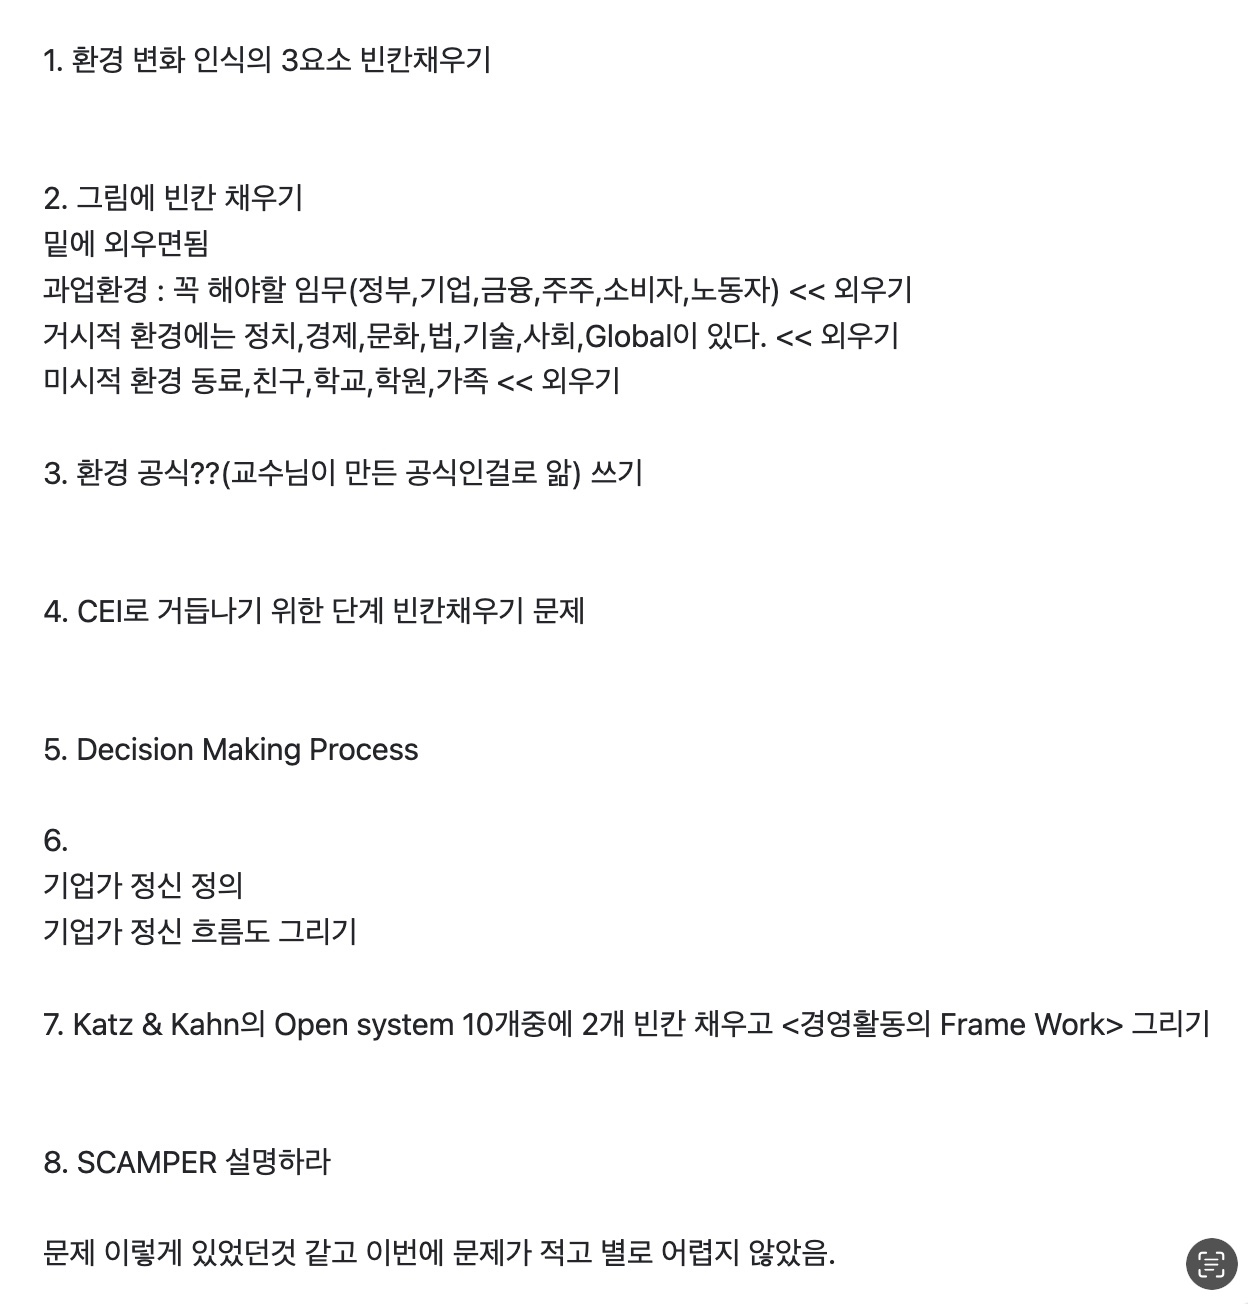 1. 환경 변화 인식의 3요소 빈칸채우기
2. 그림에 빈칸 채우기
밑에 외우면됨
과업환경 : 꼭 해야할 임무(정부,기업,금융,주주,소비자,노동자) << 외우기
거시적 환경에는 정치,경제,문화,법,기술,사회,Global이 있다. << 외우기
미시적 환경 동료,친구,학교,학원,가족 << 외우기
3. 환경 공식??(교수님이 만든 공식인걸로 앎) 쓰기
4. CEI로 거듭나기 위한 단계 빈칸채우기 문제
5. Decision Making Process
6.
기업가 정신 정의
기업가 정신 흐름도 그리기
7. Katz & Kahn의 Open system 10개중에 2개 빈칸 채우고 <경영활동의 Frame Work> 그리기
8. SCAMPER 설명하라
문제 이렇게 있었던것 같고 이번에 문제가 적고 별로 어렵지 않았음.